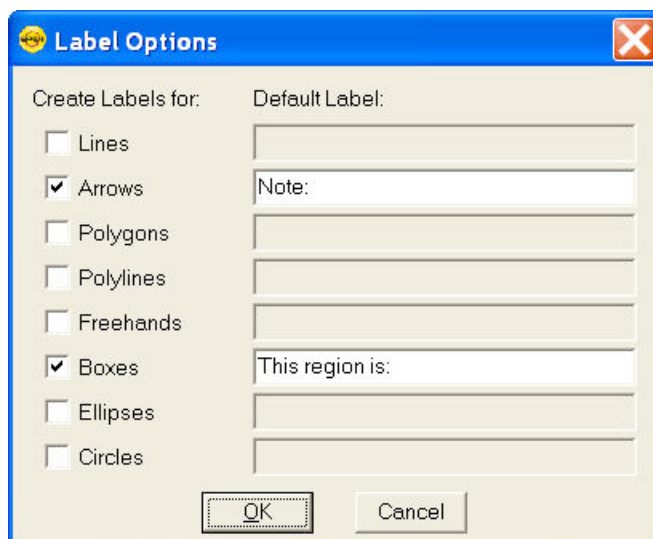 Label Options
Create Labels for: Default Label:
Lines
Arrows Note:
Polygons
Polylines
Freehands
Boxes This region is:
Ellipses
Circles
OK Cancel